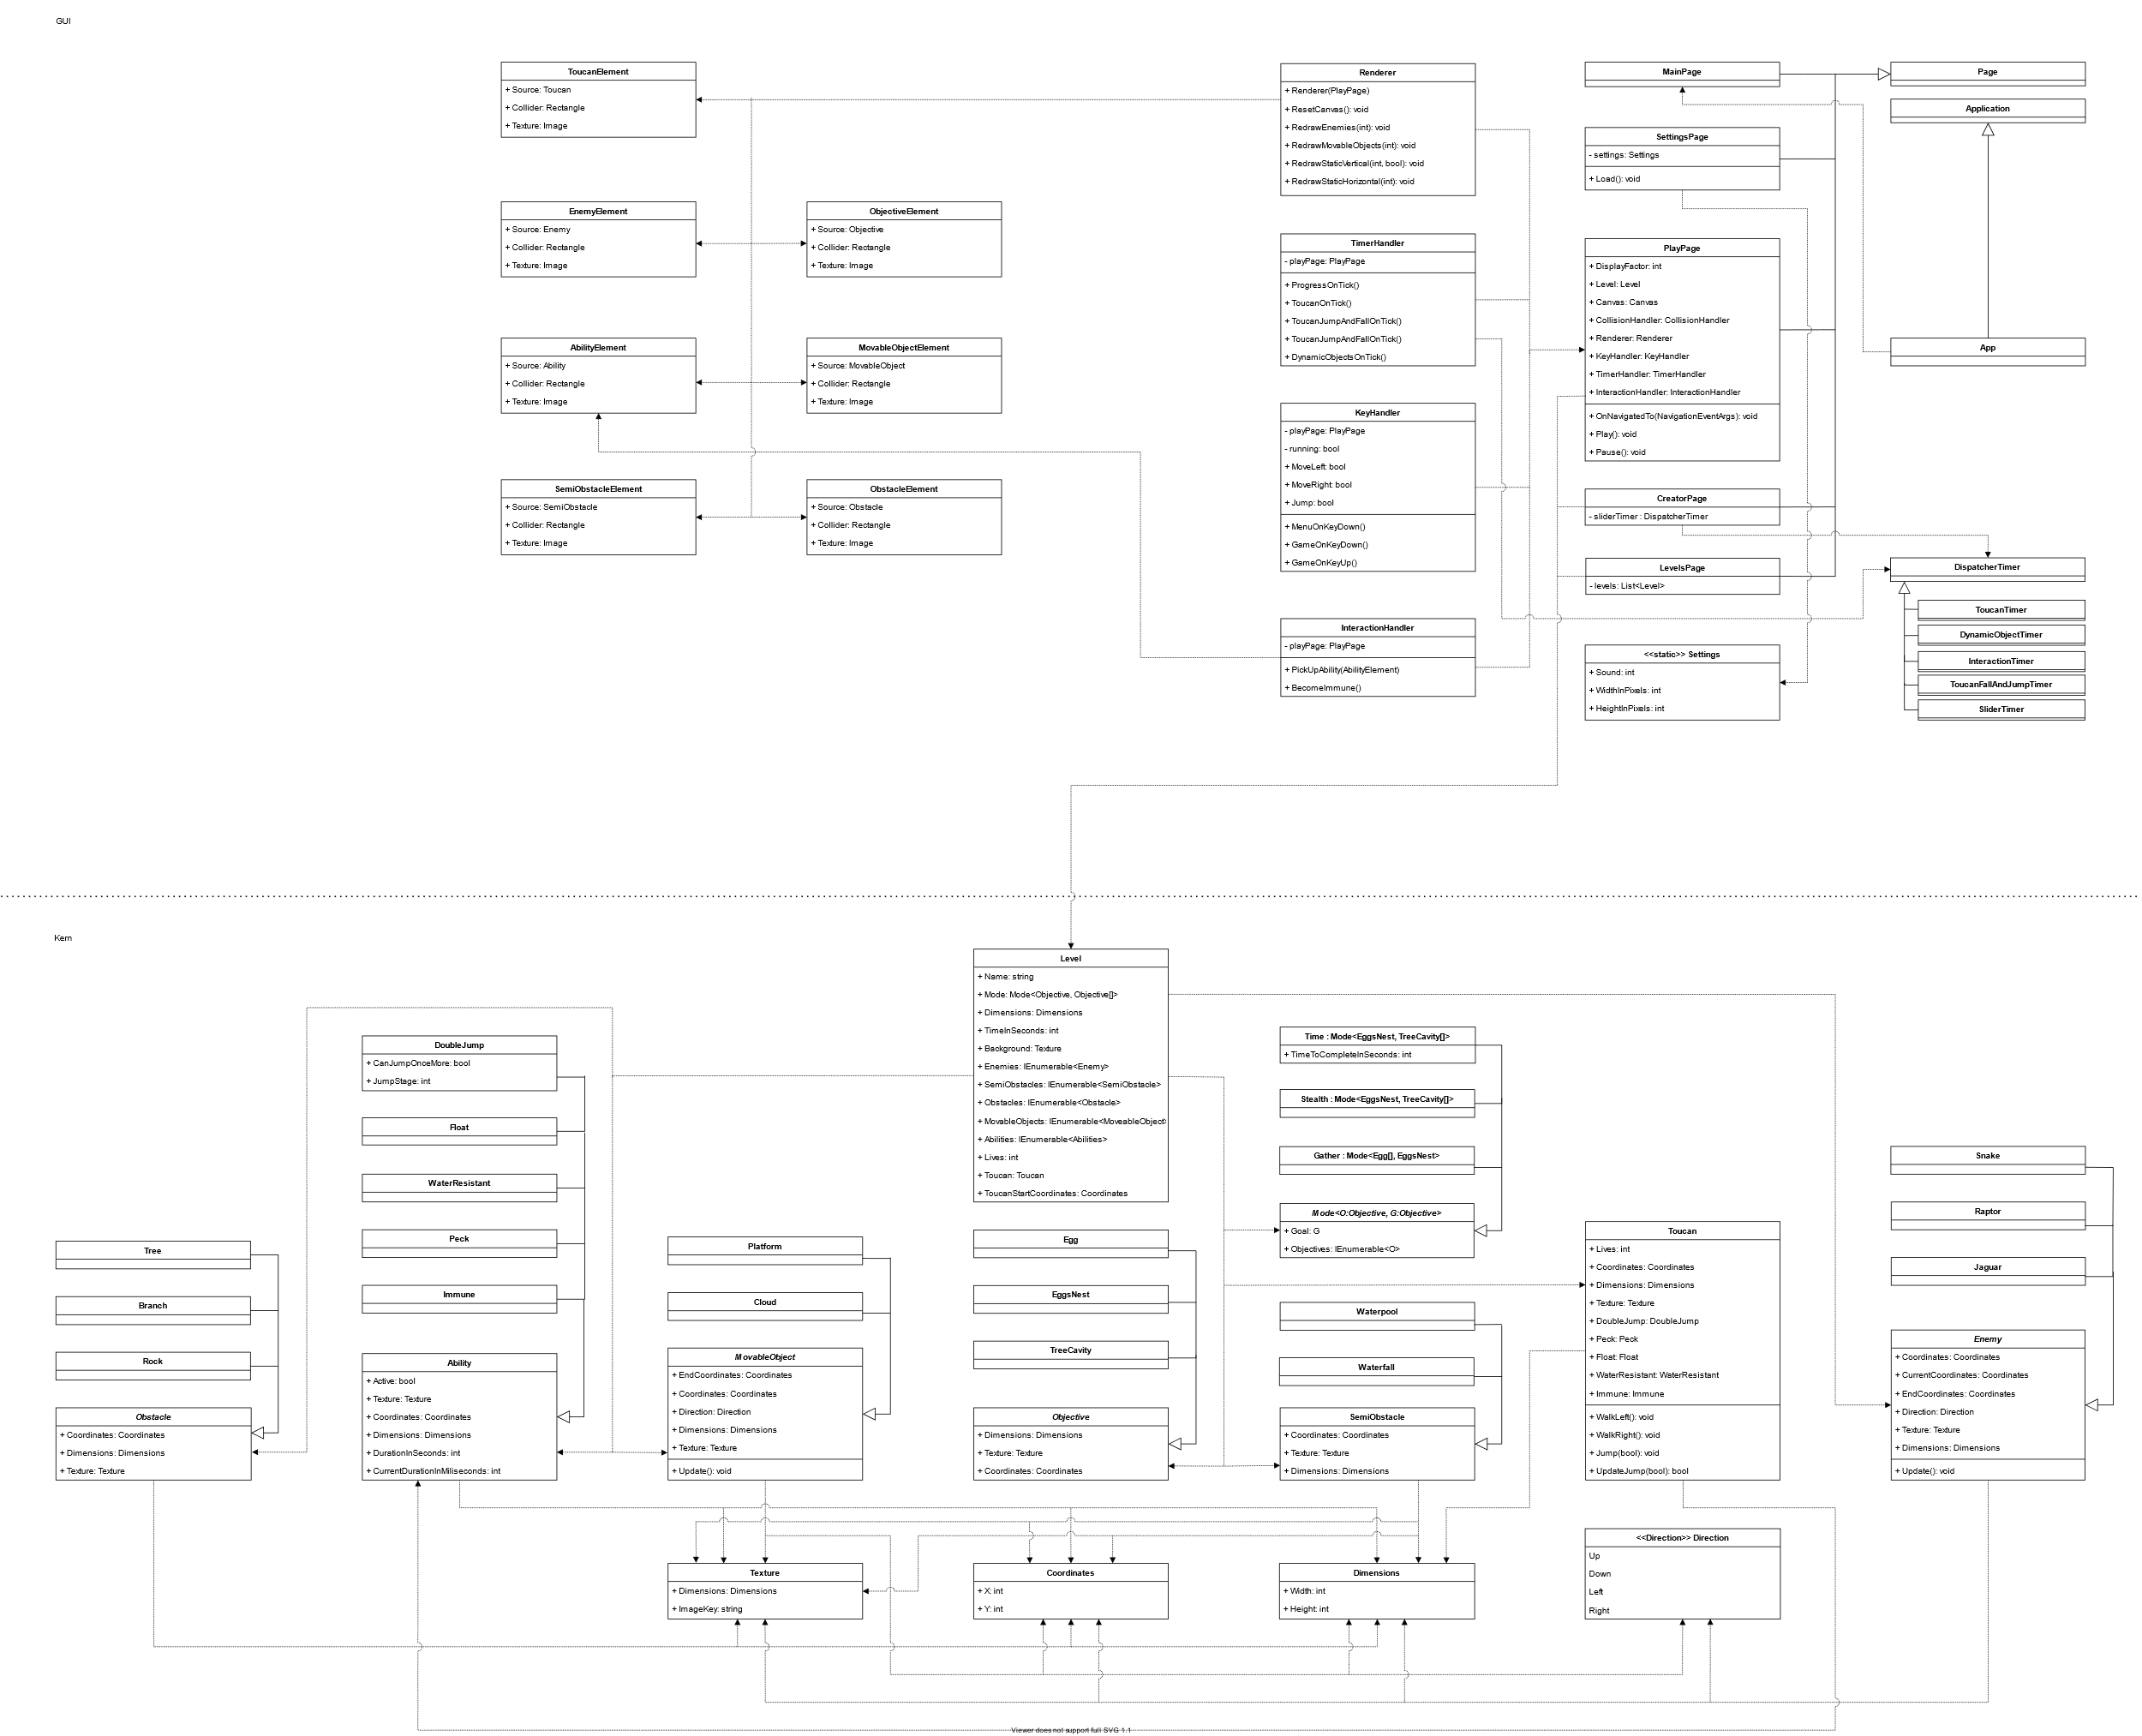 GUI
ToucanElement
+ Source: Toucan
+ Collider: Rectangle
+ Texture: Image
EnemyElement
+ Source: Enemy
+ Collider: Rectangle
+ Texture: Image
ObjectiveElement
+ Source: Objective
+ Collider: Rectangle
+ Texture: Image
AbilityElement
+ Source: Ability
+ Collider: Rectangle
+ Texture: Image
MovableObjectElement
+ Source: MovableObject
+ Collider: Rectangle
+ Texture: Image
SemiObstacleElement
+ Source: SemiObstacle
+ Collider: Rectangle
+ Texture: Image
ObstacleElement
+ Source: Obstacle
+ Collider: Rectangle
+ Texture: Image
Renderer
+ Renderer(PlayPage)
+ ResetCanvas(): void
+ RedrawEnemies(int): void
+ RedrawMovableObjects(int): void
+ RedrawStaticVertical(int, bool): void
+ RedrawStaticHorizontal(int): void
TimerHandler
- playPage: PlayPage
+ ProgressOnTick()
+ ToucanOnTick()
+ ToucanJumpAndFallOnTick()
+ ToucanJumpAndFallOnTick()
+ DynamicObjectsOnTick()
KeyHandler
- playPage: PlayPage
- running: bool
+ MoveLeft: bool
+ MoveRight: bool
+ Jump: bool
+ MenuOnKeyDown()
+ GameOnKeyDown()
+ GameOnKeyUp()
InteractionHandler
- playPage: PlayPage
+ PickUpAbility(AbilityElement)
+ BecomeImmune()
MainPage
SettingsPage
- settings: Settings
+ Load(): void
PlayPage
+ DisplayFactor: int
+ Level: Level
+ Canvas: Canvas
+ CollisionHandler: CollisionHandler
+ Renderer: Renderer
+ KeyHandler: KeyHandler
+ TimerHandler: TimerHandler
+ InteractionHandler: InteractionHandler
+ OnNavigatedTo(NavigationEventArgs): void
+ Play(): void
+ Pause(): void
CreatorPage
- sliderTimer : DispatcherTimer
LevelsPage
- levels: List<Level>
<<static>> Settings
+ Sound: int
+ WidthInPixels: int
+ HeightInPixels: int
Page
Application
App
DispatcherTimer
ToucanTimer
DynamicObjectTimer
InteractionTimer
ToucanFallAndJumpTimer
SliderTimer
Kern
Level
+ Name: string
+ Mode: Mode<Objective, Objective[]>
+ Dimensions: Dimensions
+ TimeInSeconds: int
+ Background: Texture
+ Enemies: IEnumerable<Enemy>
+ SemiObstacles: IEnumerable<SemiObstacle>
+ Obstacles: IEnumerable<Obstacle>
+ MovableObjects: IEnumerable<MoveableObject>
+ Abilities: IEnumerable<Abilities>
+ Lives: int
+ Toucan: Toucan
+ ToucanStartCoordinates: Coordinates
Time : Mode<EggsNest, TreeCavity[]>
+ TimeToCompleteInSeconds: int
Stealth : Mode<EggsNest, TreeCavity[]>
Gather : Mode<Egg[], EggsNest>
Mode<O:Objective, G:Objective>
+ Goal: G
+ Objectives: IEnumerable<O>
DoubleJump
+ CanJumpOnceMore: bool
+ JumpStage: int
Float
WaterResistant
Peck
Immune
Ability
+ Active: bool
+ Texture: Texture
+ Coordinates: Coordinates
+ Dimensions: Dimensions
+ DurationInSeconds: int
+ CurrentDurationInMiliseconds: int
Tree
Branch
Rock
Obstacle
+ Coordinates: Coordinates
+ Dimensions: Dimensions
+ Texture: Texture
Platform
Cloud
MovableObject
+ EndCoordinates: Coordinates
+ Coordinates: Coordinates
+ Direction: Direction
+ Dimensions: Dimensions
+ Texture: Texture
+ Update(): void
Egg
EggsNest
TreeCavity
Objective
+ Dimensions: Dimensions
+ Texture: Texture
+ Coordinates: Coordinates
Waterpool
Waterfall
SemiObstacle
+ Coordinates: Coordinates
+ Texture: Texture
+ Dimensions: Dimensions
Toucan
+ Lives: int
+ Coordinates: Coordinates
+ Dimensions: Dimensions
+ Texture: Texture
+ DoubleJump: DoubleJump
+ Peck: Peck
+ Float: Float
+ WaterResistant: WaterResistant
+ Immune: Immune
+ WalkLeft(): void
+ WalkRight(): void
+ Jump(bool): void
+ UpdateJump(bool): bool
Snake
Raptor
Jaguar
Enemy
+ Coordinates: Coordinates
+ CurrentCoordinates: Coordinates
+ EndCoordinates: Coordinates
+ Direction: Direction
+ Texture: Texture
+ Dimensions: Dimensions
+ Update(): void
Texture
+ Dimensions: Dimensions
+ ImageKey: string
Coordinates
+ X: int
+ Y: int
Dimensions
+ Width: int
+ Height: int
<<Direction>> Direction
Up
Down
Left
Right
Viewer does not support full SVG 1.1